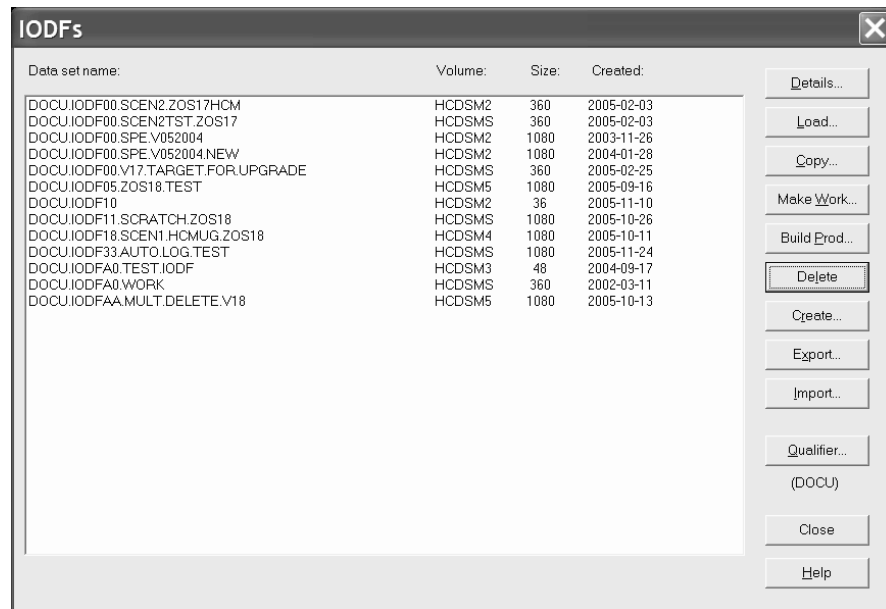 IODFs
Data set name: Volume: Size: Created:
DOCU.IODF00.SCEN2.ZOS17HCM HCDSM2 360 2005-02-03
DOCU.IODF00.SCEN2TST.ZOS17 HCDSMS 360 2005-02-03
DOCU.IODF00.SPE.V052004 HCDSM2 1080 2003-11-26
DOCU.IODF00.SPE.V052004.NEW HCDSM2 1080 2004-01-28
DOCU.IODF00.V17.TARGET.FOR.UPGRADE HCDSMS 360 2005-02-25
DOCU.IODF05.ZOS18.TEST HCDSM5 1080 2005-09-16
DOCU.IODF10 HCDSM2 36 2005-11-10
DOCU.IODF11.SCRATCH.ZOS18 HCDSMS 1080 2005-10-26
DOCU.IODF18.SCEN1.HCMUG.ZOS18 HCDSM4 1080 2005-10-11
DOCU.IODF33.AUTO.LOG.TEST HCDSMS 1080 2005-11-24
DOCU.IODFA0.TEST.IODF HCDSM3 48 2004-09-17
DOCU.IODFA0.WORK HCDSMS 360 2002-03-11
DOCU.IODFAA.MULT.DELETE.V18 HCDSM5 1080 2005-10-13
Details...
Load...
Copy...
Make Work...
Build Prod...
Delete
Create...
Export...
Import...
Qualifier...
(DOCU)
Close
Help